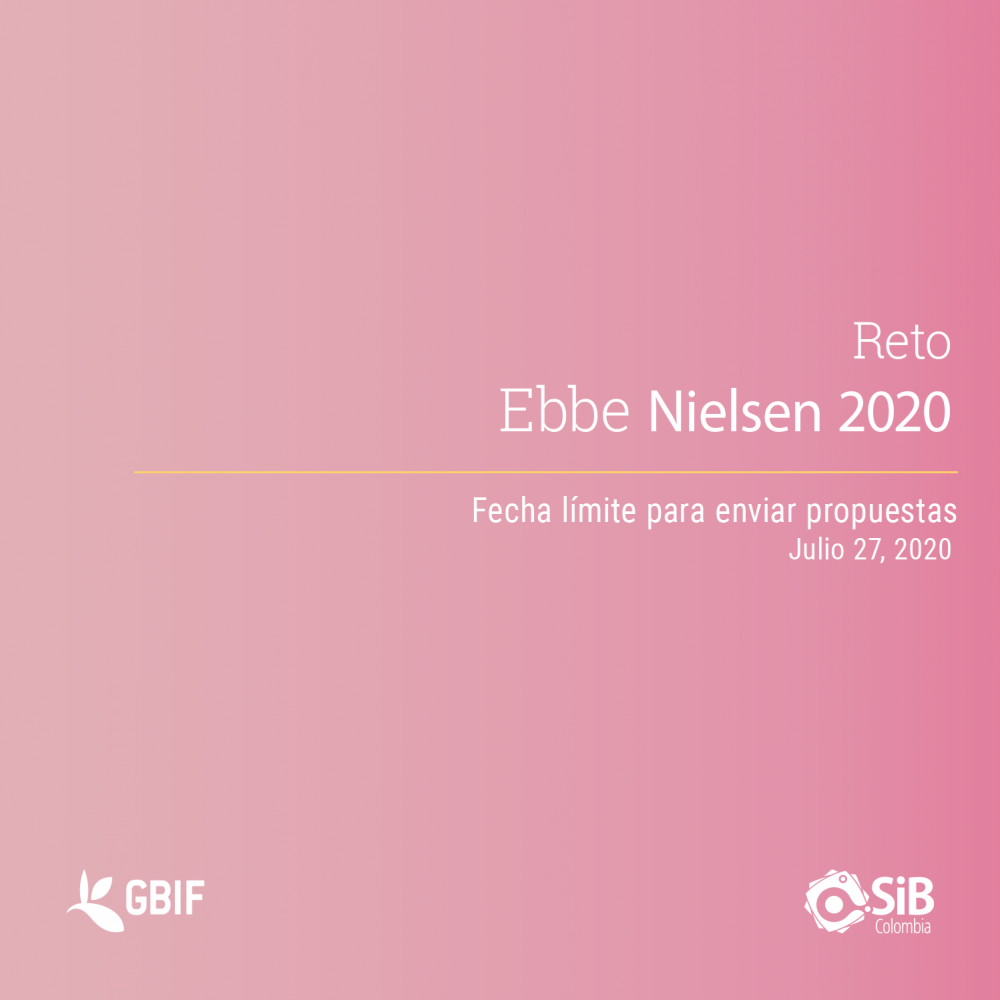 Reto
Ebbe Nielsen 2020
Fecha límite para enviar propuestas
Julio 27, 2020
GBIF
SiB
Colombia